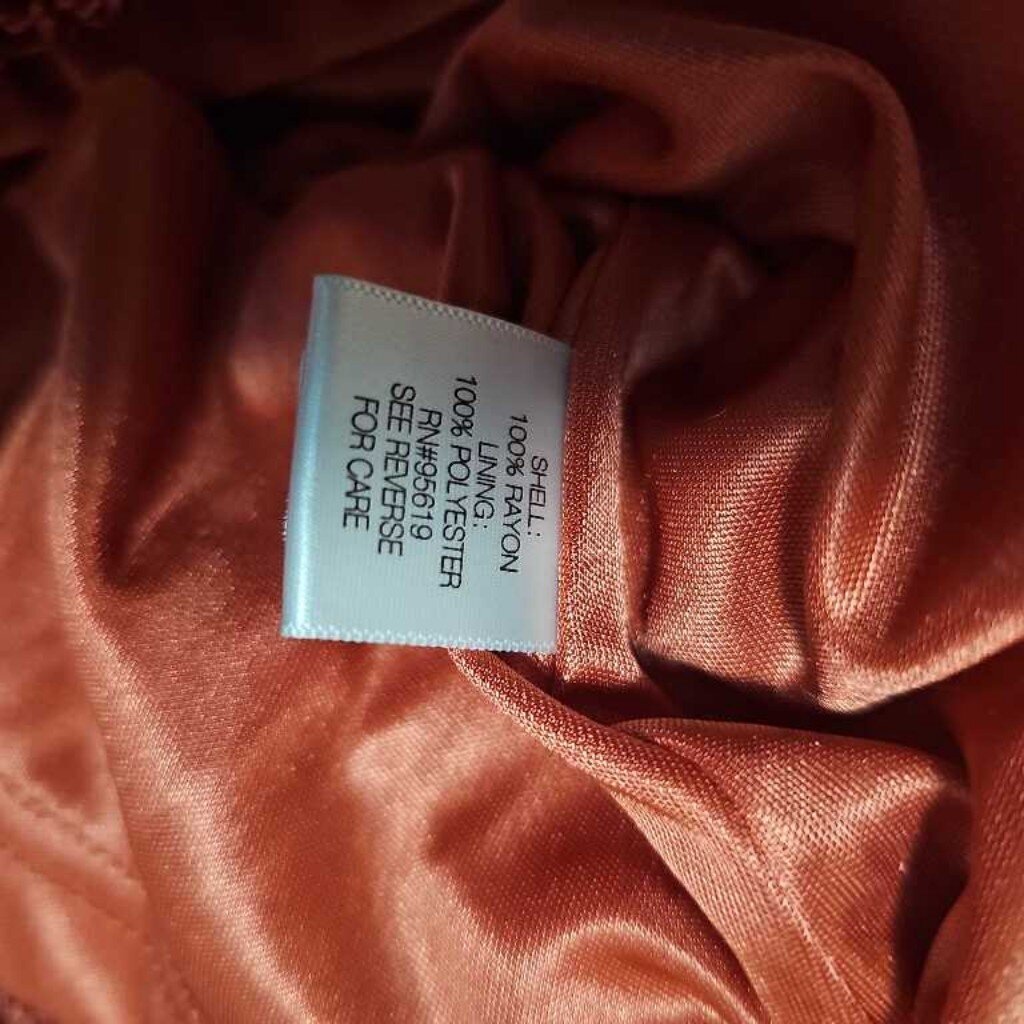 SHELL:
100% RAYON
LINING:
100% POLYESTER
RN#95619
SEE REVERSE
FOR CARE